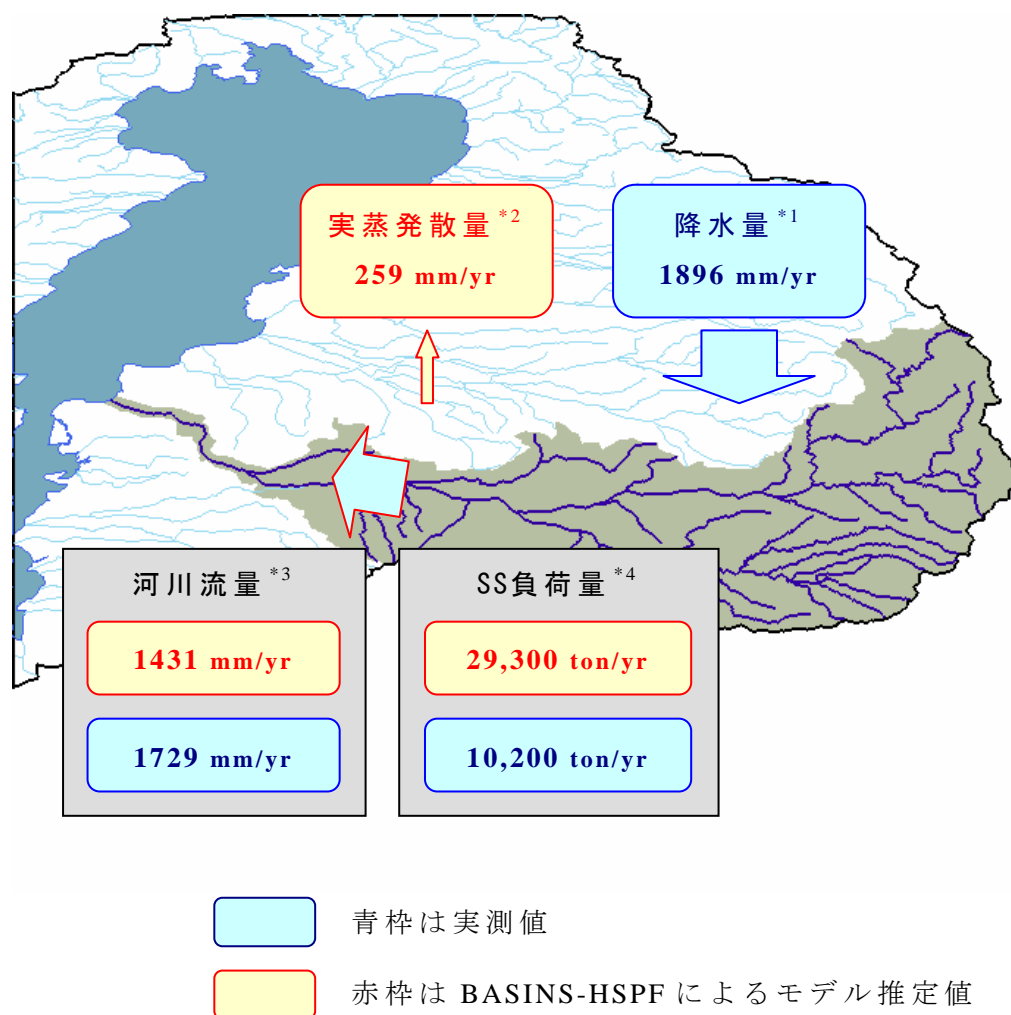 実蒸発散量 *2
259 mm/yr
降水量 *1
1896 mm/yr
河川流量 *3
1431 mm/yr
1729 mm/yr
SS負荷量 *4
29,300 ton/yr
10,200 ton/yr
青枠は実測値
赤枠は BASINS-HSPF によるモデル推定値